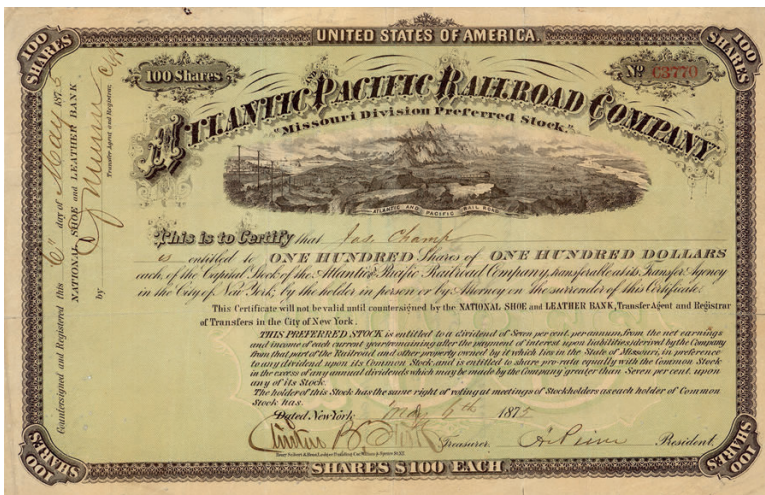 UNITED STATES OF AMERICA.
100 SHARES
100 SHARES
100 Shares
No. C3770
ATLANTIC AND PACIFIC RAILROAD COMPANY
"Missouri Division Preferred Stock."
ATLANTIC AND PACIFIC RAIL ROAD
This is to Certify that Jas. Champ
is entitled to ONE HUNDRED Shares of ONE HUNDRED DOLLARS
each, of the Capital Stock of the Atlantic & Pacific Railroad Company, transferable at its Transfer Agency
in the City of New York, by the holder in person or by Attorney on the surrender of this Certificate.
This Certificate will not be valid until countersigned by the NATIONAL SHOE and LEATHER BANK, Transfer Agent and Registrar
of Transfers in the City of New York.
THIS PREFERRED STOCK is entitled to a dividend of Seven per cent. per annum, from the net earnings
and income of each current year remaining after the payment of interest upon liabilities, derived by the Company
from that part of the Railroad and other property owned by it which lies in the State of Missouri, in preference
to any dividend upon its Common Stock, and is entitled to share pro-rata equally with the Common Stock
in the excess of any annual dividends which may be made by the Company greater than Seven per cent. upon
any of its Stock.
The holder of this Stock has the same right of voting at meetings of Stockholders as each holder of Common
Stock has.
Dated New York May 6th 1875
Treasurer. President.
SHARES $100 EACH
100 SHARES
100 SHARES
Countersigned and Registered this 6" day of May 1875
NATIONAL SHOE and LEATHER BANK
by
Transfer Agent and Registrar.